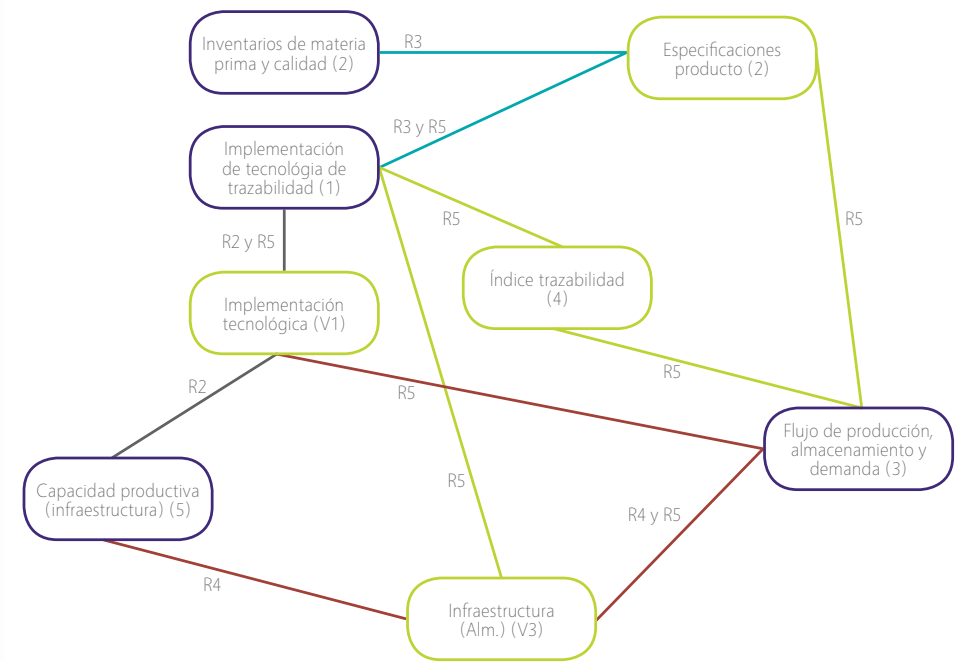 Inventarios de materia
prima y calidad (2)
R3
Especificaciones
producto (2)
R3 y R5
Implementación
de tecnológia de
trazabilidad (1)
R5
R5
R2 y R5
Índice trazabilidad
(4)
Implementación
tecnológica (V1)
R5
R2
R5
Flujo de producción,
almacenamiento y
demanda (3)
R5
Capacidad productiva
(infraestructura) (5)
R4 y R5
R4
Infraestructura
(Alm.) (V3)